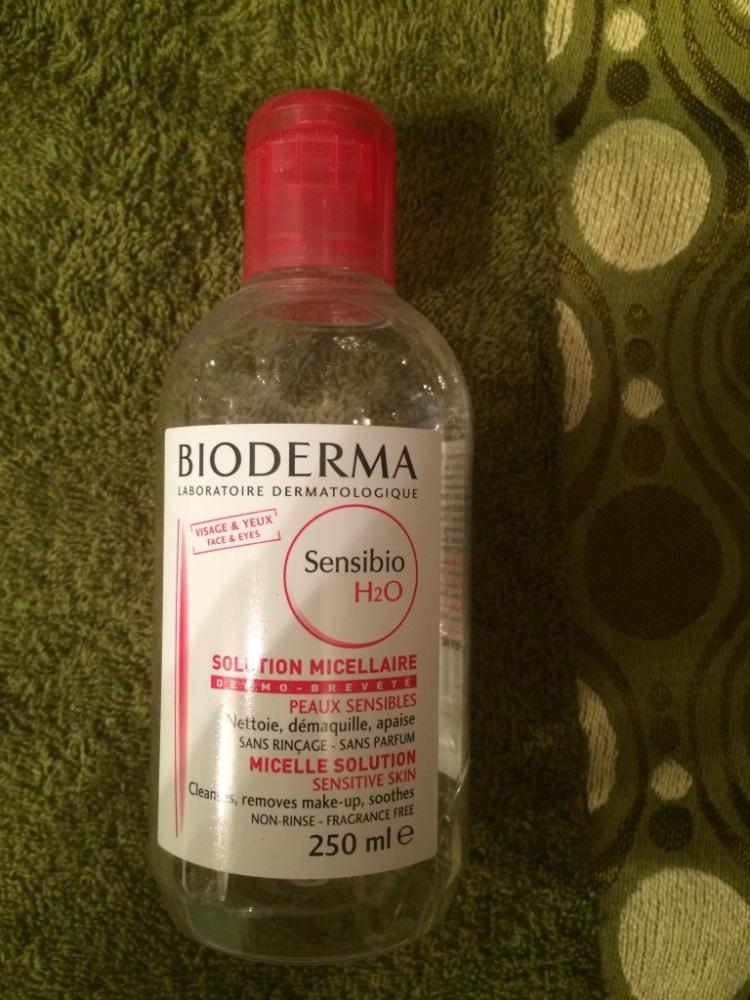 BIODERMA
LABORATOIRE DERMATOLOGIQUE
VISAGE & YEUX
FACE & EYES
Sensibio
H2O
SOLUTION MICELLAIRE
DERMO-BREVETÉ
PEAUX SENSIBLES
Nettoie, démaquille, apaise
SANS RINÇAGE - SANS PARFUM
MICELLE SOLUTION
SENSITIVE SKIN
Cleanses, removes make-up, soothes
NON-RINSE - FRAGRANCE FREE
250 ml e